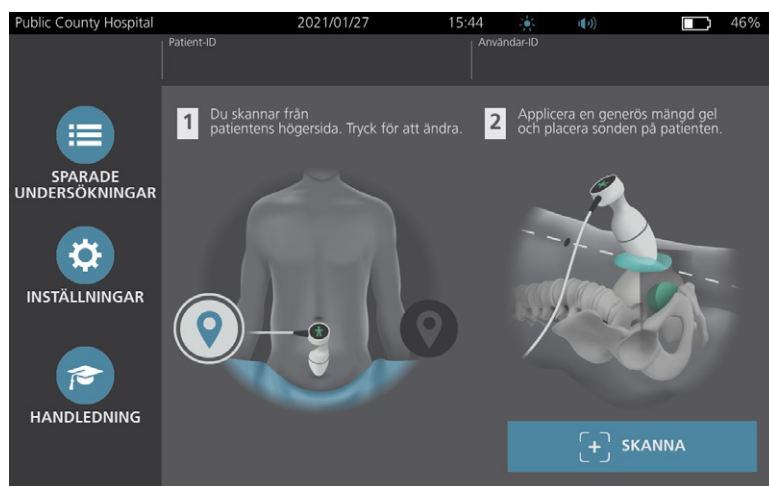 Public County Hospital 2021/01/27 15:44 46%
Patient-ID Användar-ID
1 Du skannar från
patientens högersida. Tryck för att ändra.
2 Applicera en generös mängd gel
och placera sonden på patienten.
SPARADE
UNDERSÖKNINGAR
INSTÄLLNINGAR
HANDLEDNING
SKANNA